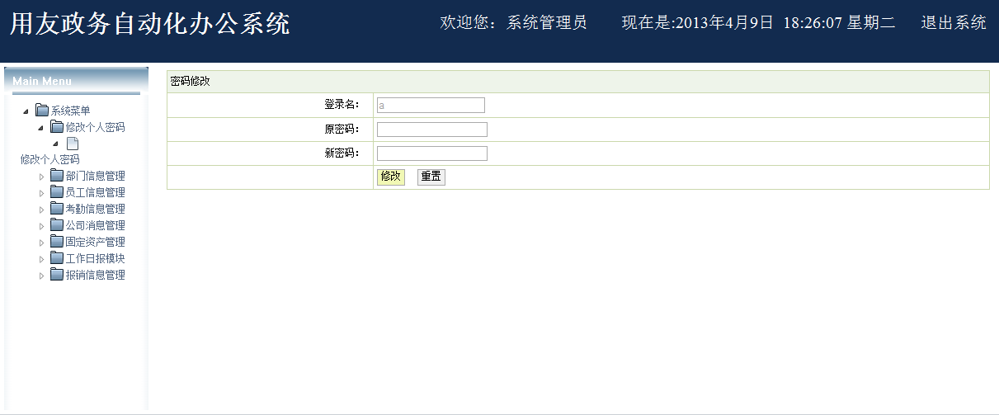 用友政务自动化办公系统
欢迎您：系统管理员 现在是:2013年4月9日 18:26:07 星期二 退出系统
Main Menu
系统菜单
修改个人密码
修改个人密码
部门信息管理
员工信息管理
考勤信息管理
公司消息管理
固定资产管理
工作日报模块
报销信息管理
密码修改
登录名： a
原密码：
新密码：
修改 重置